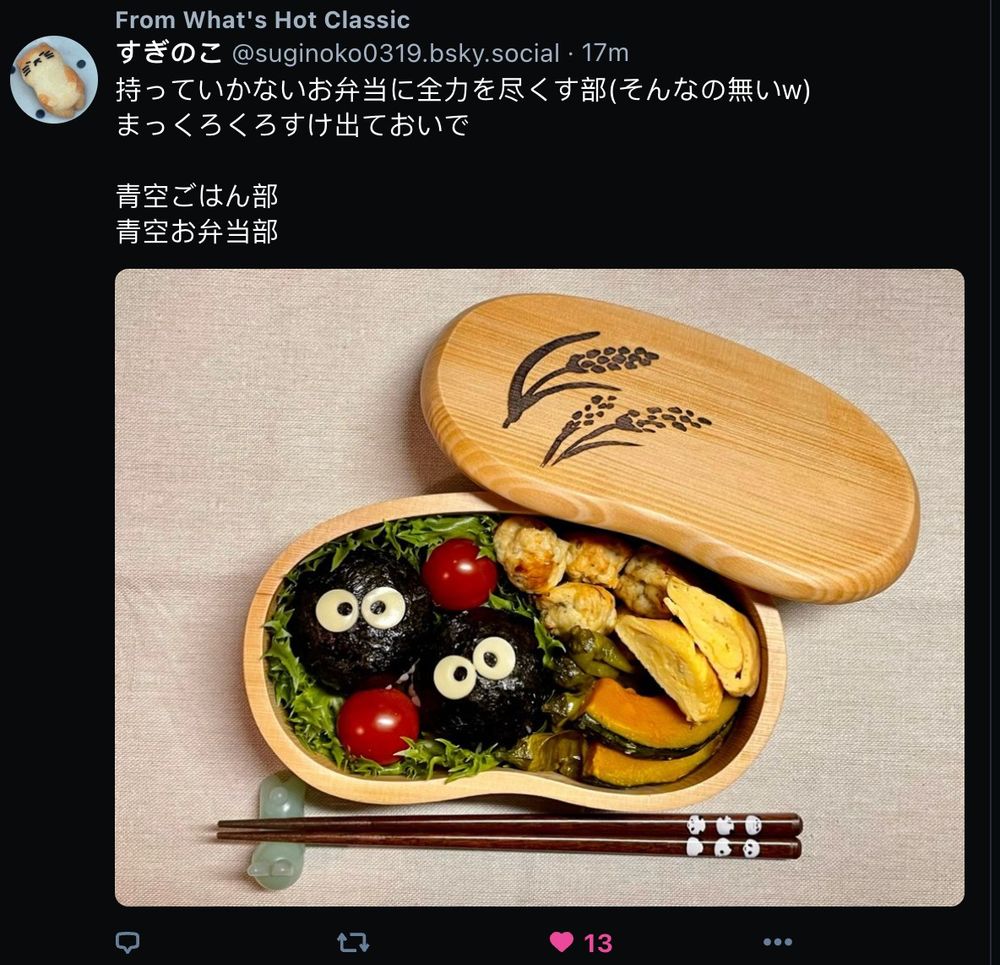 From What's Hot Classic
すぎのこ @suginoko0319.bsky.social · 17m
持っていかないお弁当に全力を尽くす部(そんなの無いw)
まっくろくろすけ出ておいで
青空ごはん部
青空お弁当部
13